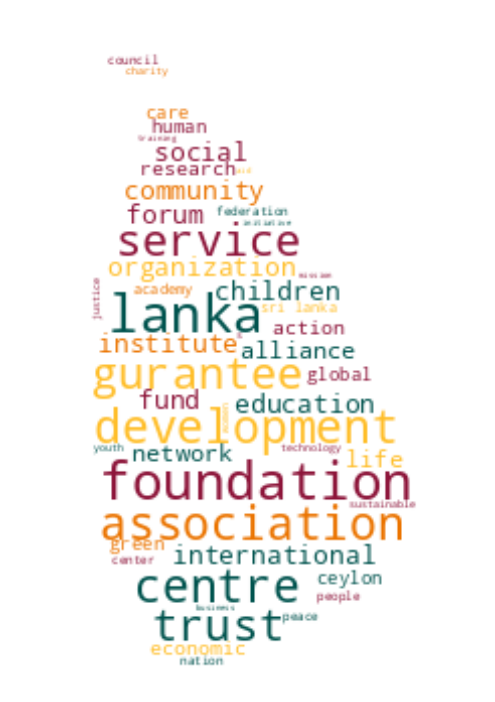 council
charity
care
human
training
social
research
community
forum federation
initiative
service
organization
mission
academy children
justice
lanka sri lanka
action
institute alliance
gurantee global
fund education
development
youth network technology
life
foundation
sustainable
association
green international
center
centre ceylon
people
business
trust peace
economic
nation